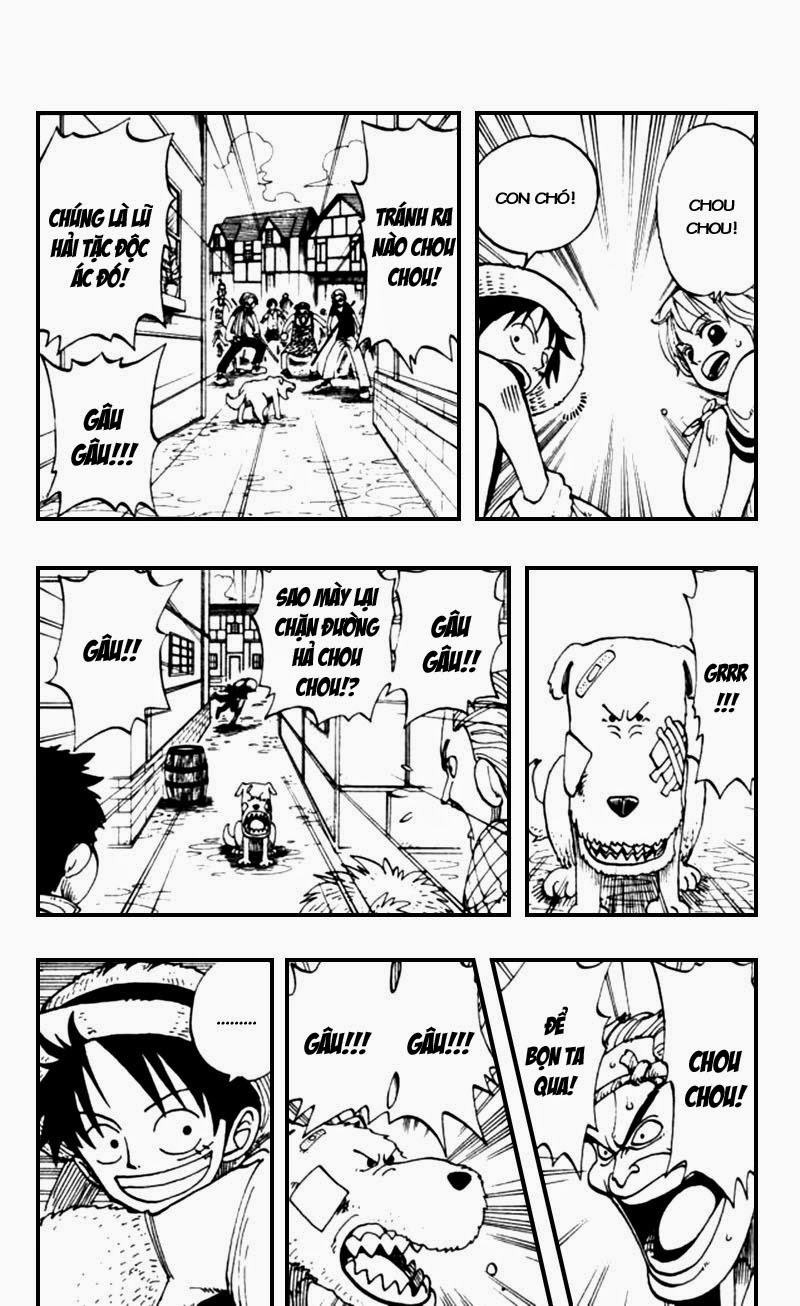 CHOU
CHOU!
CON CHÓ!
TRÁNH RA
NÀO CHOU
CHOU!
CHÚNG LÀ LŨ
HẢI TẶC ĐỘC
ÁC ĐÓ!
GÂU
GÂU!!!
GRRR
!!!
GÂU
GÂU!!
SAO MÀY LẠI
CHẶN ĐƯỜNG
HẢ CHOU
CHOU!?
GÂU!!
CHOU
CHOU!
ĐỂ
BỌN TA
QUA!
GÂU!!!
GÂU!!!
..........